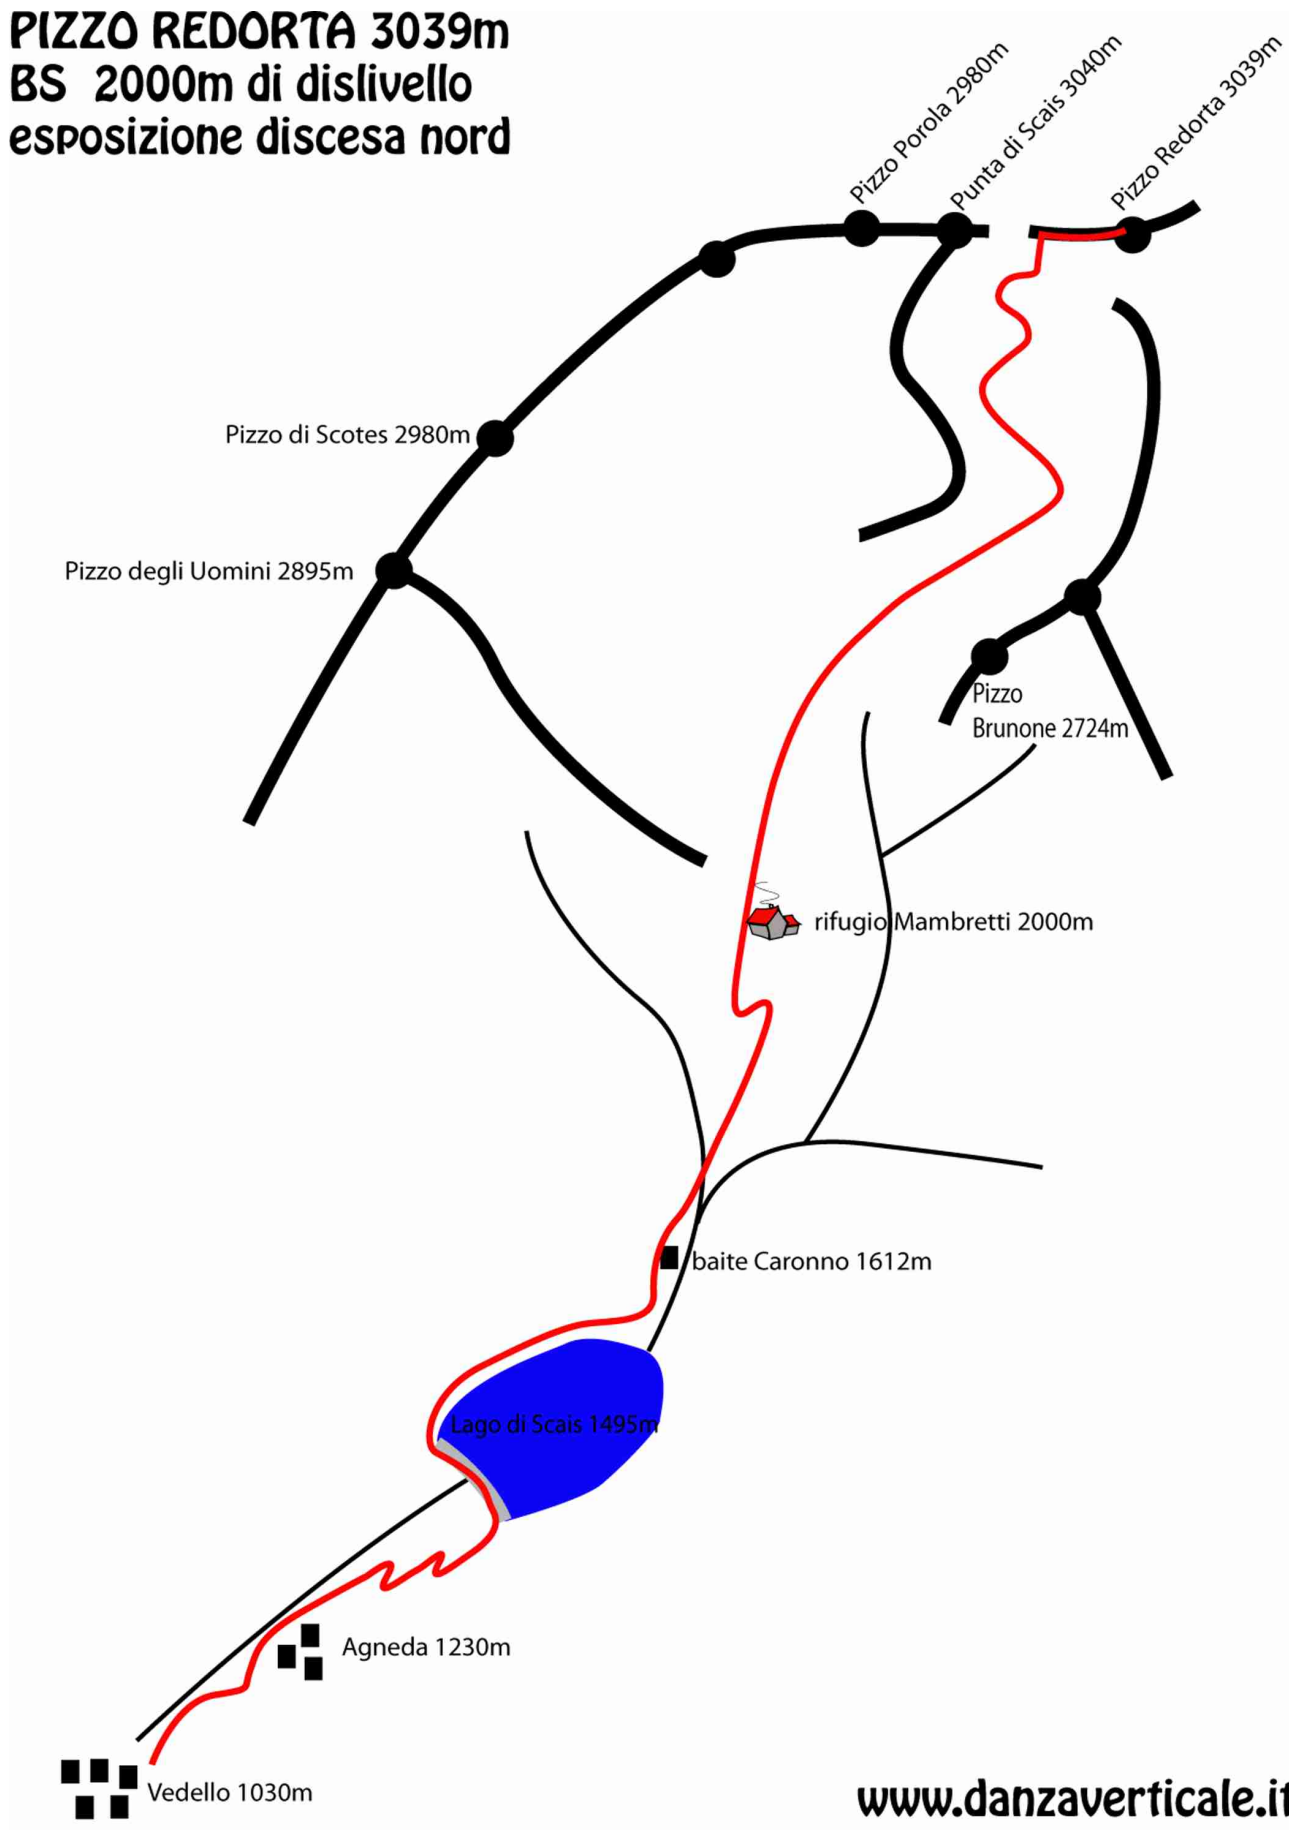 PIZZO REDORTA 3039m
BS 2000m di dislivello
esposizione discesa nord
Pizzo Porola 2980m
Punta di Scais 3040m
Pizzo Redorta 3039m
Pizzo di Scotes 2980m
Pizzo degli Uomini 2895m
Pizzo
Brunone 2724m
rifugio Mambretti 2000m
baite Caronno 1612m
Lago di Scais 1495m
Agneda 1230m
Vedello 1030m
www.danzaverticale.it